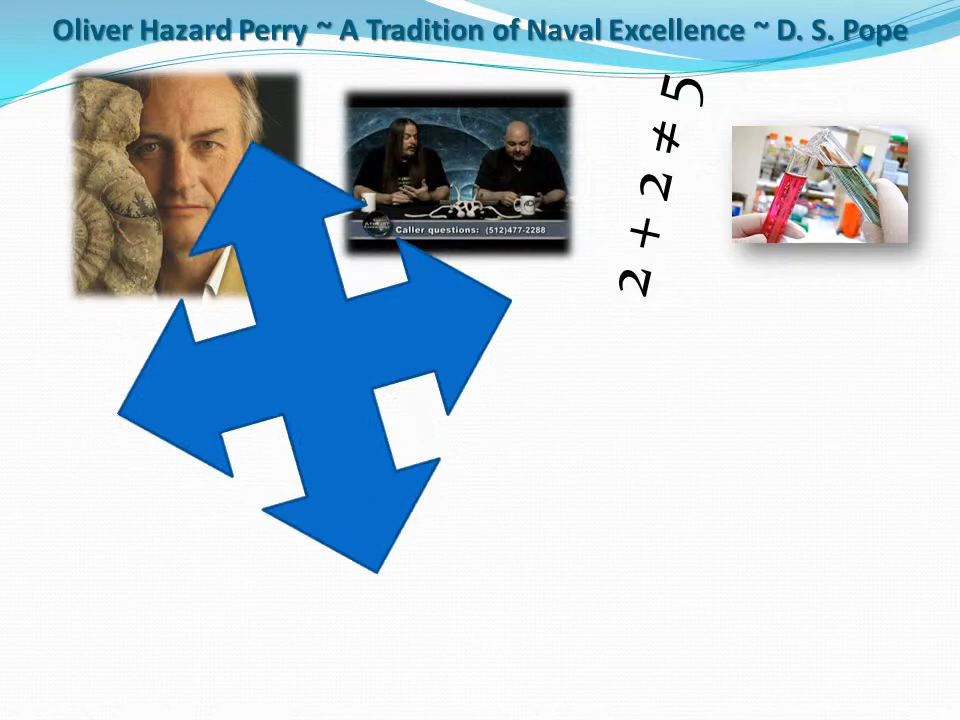 Oliver Hazard Perry ~ A Tradition of Naval Excellence ~ D. S. Pope
2 + 2 ≠ 5
Caller questions: (512)477-2288